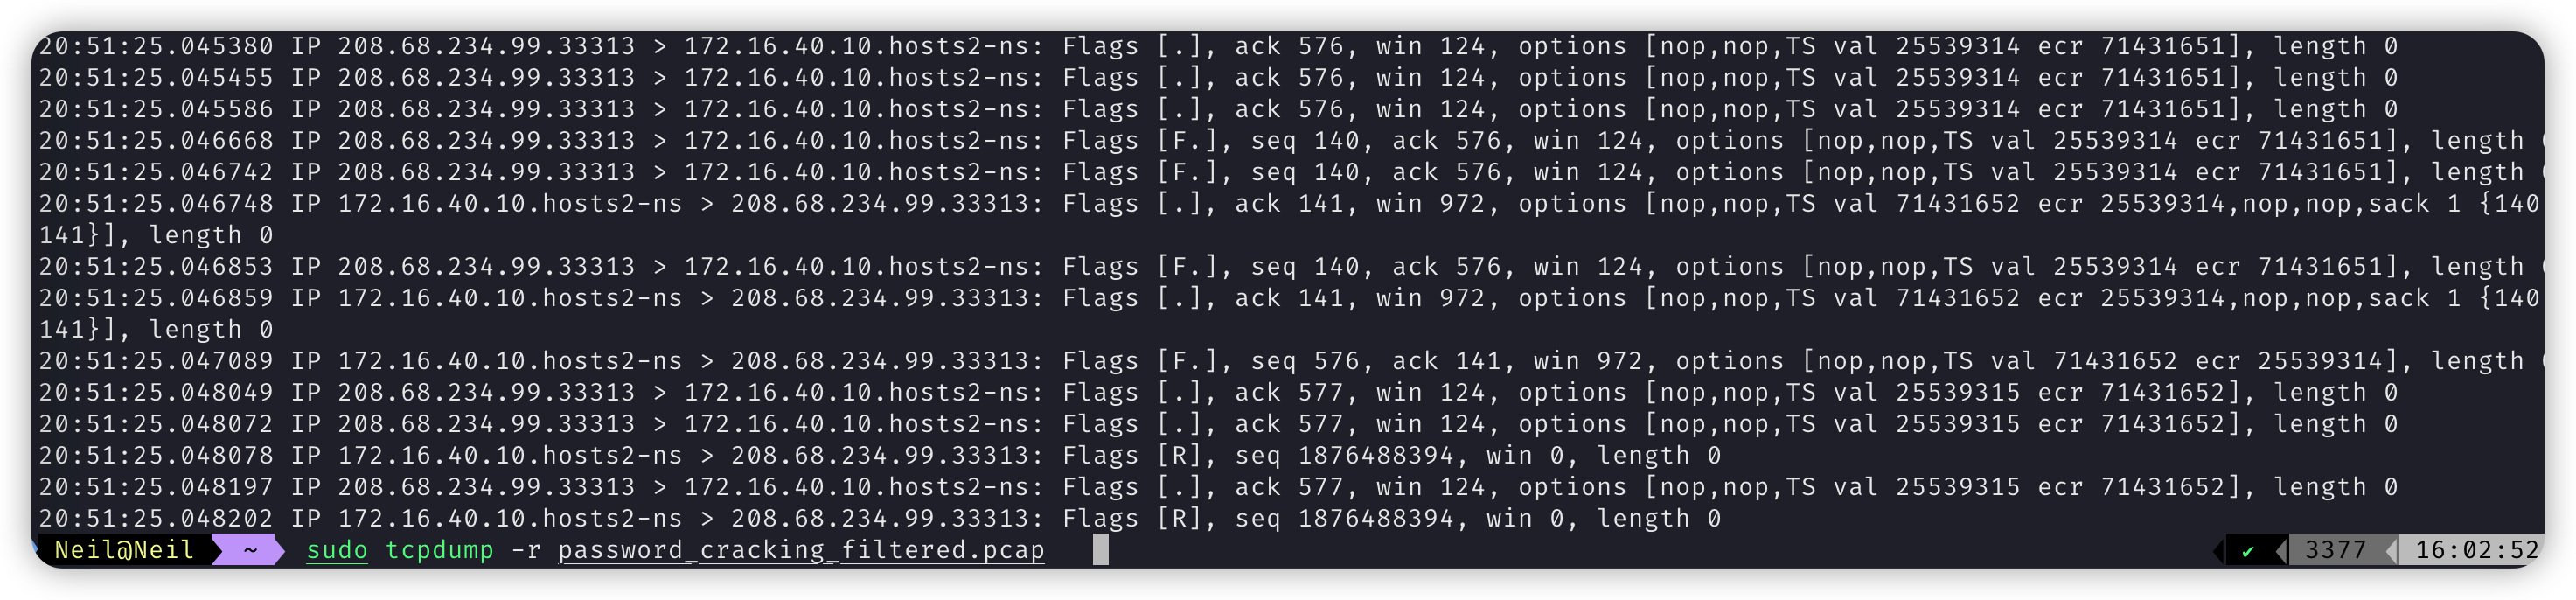 20:51:25.045380 IP 208.68.234.99.33313 > 172.16.40.10.hosts2-ns: Flags [.], ack 576, win 124, options [nop,nop,TS val 25539314 ecr 71431651], length 0
20:51:25.045455 IP 208.68.234.99.33313 > 172.16.40.10.hosts2-ns: Flags [.], ack 576, win 124, options [nop,nop,TS val 25539314 ecr 71431651], length 0
20:51:25.045586 IP 208.68.234.99.33313 > 172.16.40.10.hosts2-ns: Flags [.], ack 576, win 124, options [nop,nop,TS val 25539314 ecr 71431651], length 0
20:51:25.046668 IP 208.68.234.99.33313 > 172.16.40.10.hosts2-ns: Flags [F.], seq 140, ack 576, win 124, options [nop,nop,TS val 25539314 ecr 71431651], length
20:51:25.046742 IP 208.68.234.99.33313 > 172.16.40.10.hosts2-ns: Flags [F.], seq 140, ack 576, win 124, options [nop,nop,TS val 25539314 ecr 71431651], length
20:51:25.046748 IP 172.16.40.10.hosts2-ns > 208.68.234.99.33313: Flags [.], ack 141, win 972, options [nop,nop,TS val 71431652 ecr 25539314,nop,nop,sack 1 {140
141}], length 0
20:51:25.046853 IP 208.68.234.99.33313 > 172.16.40.10.hosts2-ns: Flags [F.], seq 140, ack 576, win 124, options [nop,nop,TS val 25539314 ecr 71431651], length
20:51:25.046859 IP 172.16.40.10.hosts2-ns > 208.68.234.99.33313: Flags [.], ack 141, win 972, options [nop,nop,TS val 71431652 ecr 25539314,nop,nop,sack 1 {140
141}], length 0
20:51:25.047089 IP 172.16.40.10.hosts2-ns > 208.68.234.99.33313: Flags [F.], seq 576, ack 141, win 972, options [nop,nop,TS val 71431652 ecr 25539314], length
20:51:25.048049 IP 208.68.234.99.33313 > 172.16.40.10.hosts2-ns: Flags [.], ack 577, win 124, options [nop,nop,TS val 25539315 ecr 71431652], length 0
20:51:25.048072 IP 208.68.234.99.33313 > 172.16.40.10.hosts2-ns: Flags [.], ack 577, win 124, options [nop,nop,TS val 25539315 ecr 71431652], length 0
20:51:25.048078 IP 172.16.40.10.hosts2-ns > 208.68.234.99.33313: Flags [R], seq 1876488394, win 0, length 0
20:51:25.048197 IP 208.68.234.99.33313 > 172.16.40.10.hosts2-ns: Flags [.], ack 577, win 124, options [nop,nop,TS val 25539315 ecr 71431652], length 0
20:51:25.048202 IP 172.16.40.10.hosts2-ns > 208.68.234.99.33313: Flags [R], seq 1876488394, win 0, length 0
Neil@Neil ~ sudo tcpdump -r password_cracking_filtered.pcap ✔ 3377 16:02:52